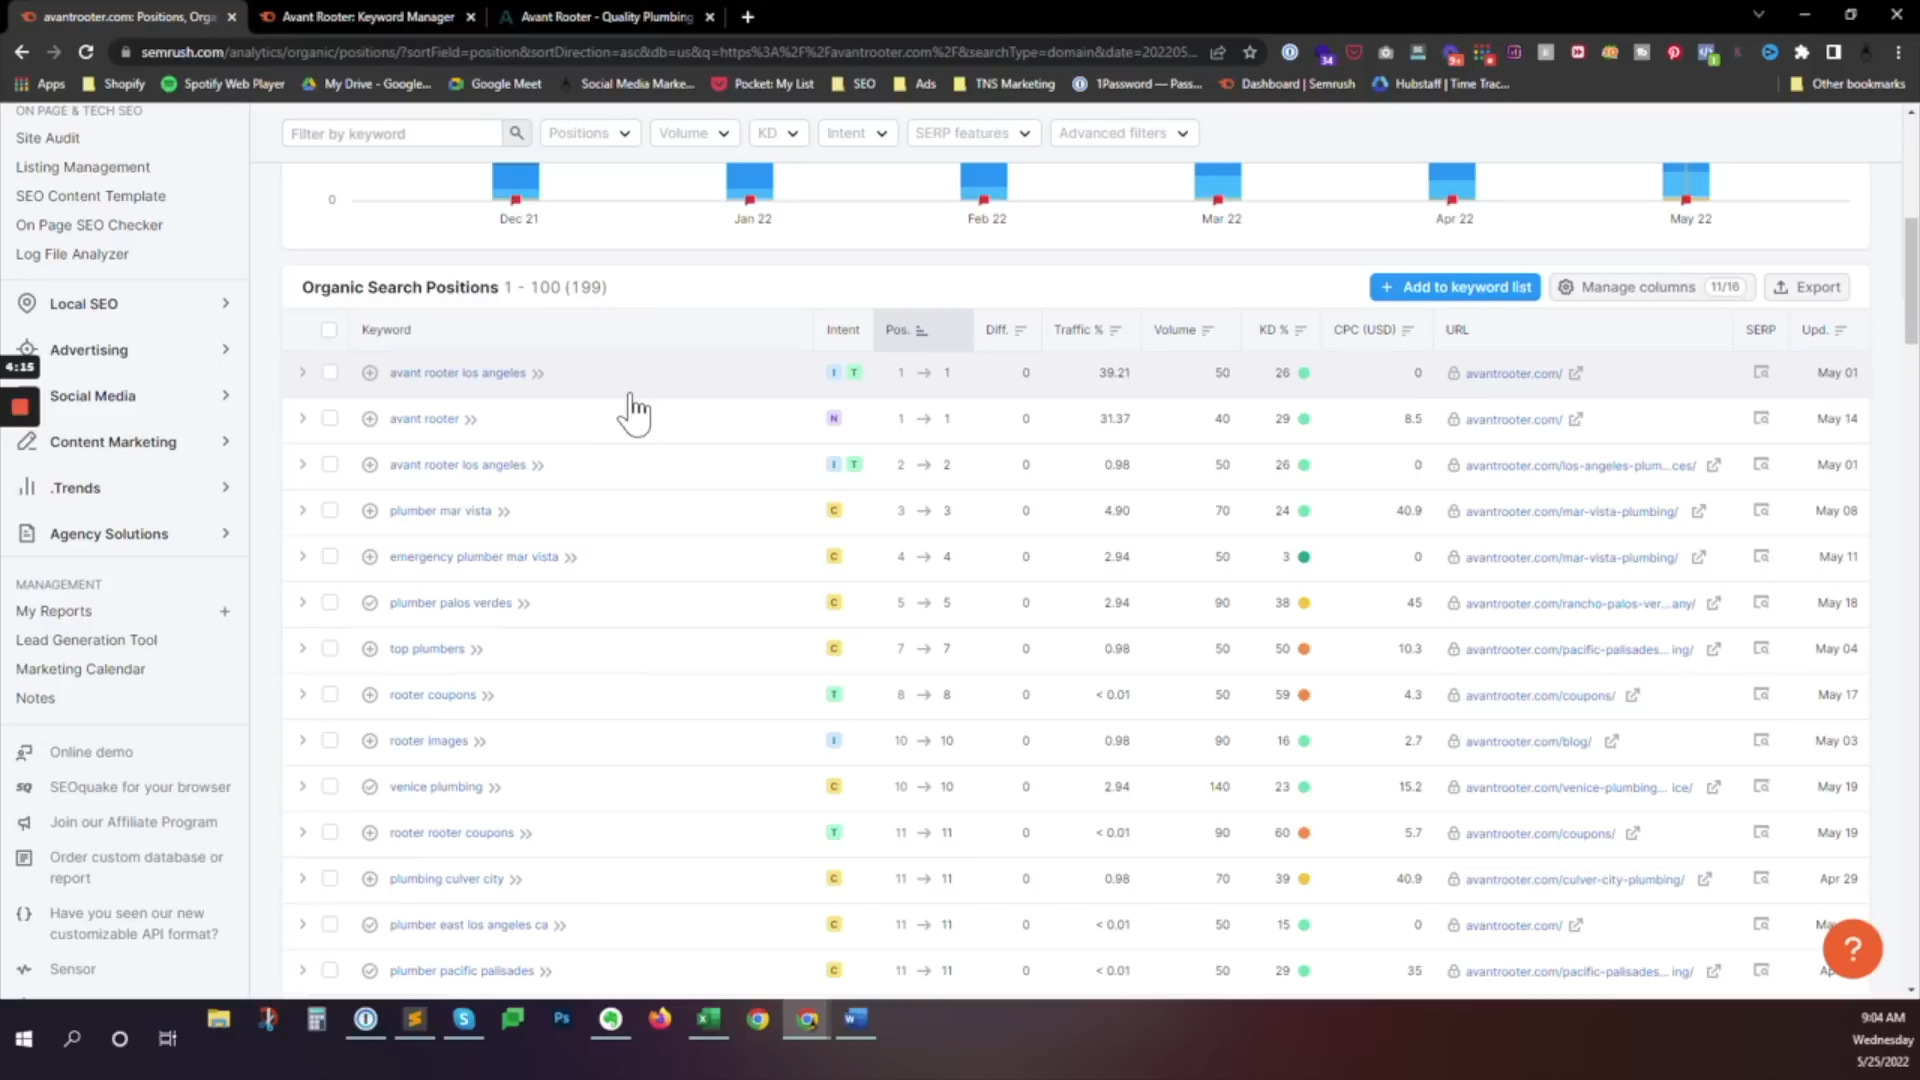 avantrooter.com: Positions, Orga
Avant Rooter: Keyword Manager
Avant Rooter - Quality Plumbing
semrush.com/analytics/organic/positions/?sortField=position&sortDirection=asc&db=us&q=https%3A%2F%2Favantrooter.com%2F&searchType=domain&date=202205...
34
9+
1
Apps
Shopify
Spotify Web Player
My Drive - Google...
Google Meet
Social Media Marke...
Pocket: My List
SEO
Ads
TNS Marketing
1Password — Pass...
Dashboard | Semrush
Hubstaff | Time Trac...
Other bookmarks
ON PAGE & TECH SEO
Site Audit
Listing Management
SEO Content Template
On Page SEO Checker
Log File Analyzer
Local SEO
Advertising
4:15
Social Media
Content Marketing
.Trends
Agency Solutions
MANAGEMENT
My Reports +
Lead Generation Tool
Marketing Calendar
Notes
Online demo
SEOquake for your browser
Join our Affiliate Program
Order custom database or
report
Have you seen our new
customizable API format?
Sensor
Filter by keyword
Positions
Volume
KD
Intent
SERP features
Advanced filters
0
Dec 21 Jan 22 Feb 22 Mar 22 Apr 22 May 22
Organic Search Positions 1 - 100 (199)
+ Add to keyword list
Manage columns 11/16
Export
Keyword Intent Pos. Diff. Traffic % Volume KD % CPC (USD) URL SERP Upd.
avant rooter los angeles >> I T 1 → 1 0 39.21 50 26 0 avantrooter.com/ May 01
avant rooter >> N 1 → 1 0 31.37 40 29 8.5 avantrooter.com/ May 14
avant rooter los angeles >> I T 2 → 2 0 0.98 50 26 0 avantrooter.com/los-angeles-plum...ces/ May 01
plumber mar vista >> C 3 → 3 0 4.90 70 24 40.9 avantrooter.com/mar-vista-plumbing/ May 08
emergency plumber mar vista >> C 4 → 4 0 2.94 50 3 0 avantrooter.com/mar-vista-plumbing/ May 11
plumber palos verdes >> C 5 → 5 0 2.94 90 38 45 avantrooter.com/rancho-palos-ver...any/ May 18
top plumbers >> C 7 → 7 0 0.98 50 50 10.3 avantrooter.com/pacific-palisades... ing/ May 04
rooter coupons >> T 8 → 8 0 < 0.01 50 59 4.3 avantrooter.com/coupons/ May 17
rooter images >> I 10 → 10 0 0.98 90 16 2.7 avantrooter.com/blog/ May 03
venice plumbing >> C 10 → 10 0 2.94 140 23 15.2 avantrooter.com/venice-plumbing... ice/ May 19
rooter rooter coupons >> T 11 → 11 0 < 0.01 90 60 5.7 avantrooter.com/coupons/ May 19
plumbing culver city >> C 11 → 11 0 0.98 70 39 40.9 avantrooter.com/culver-city-plumbing/ Apr 29
plumber east los angeles ca >> C 11 → 11 0 < 0.01 50 15 0 avantrooter.com/ Ma
plumber pacific palisades >> C 11 → 11 0 < 0.01 50 29 35 avantrooter.com/pacific-palisades... ing/ Ap
?
9:04 AM
Wednesday
5/25/2022